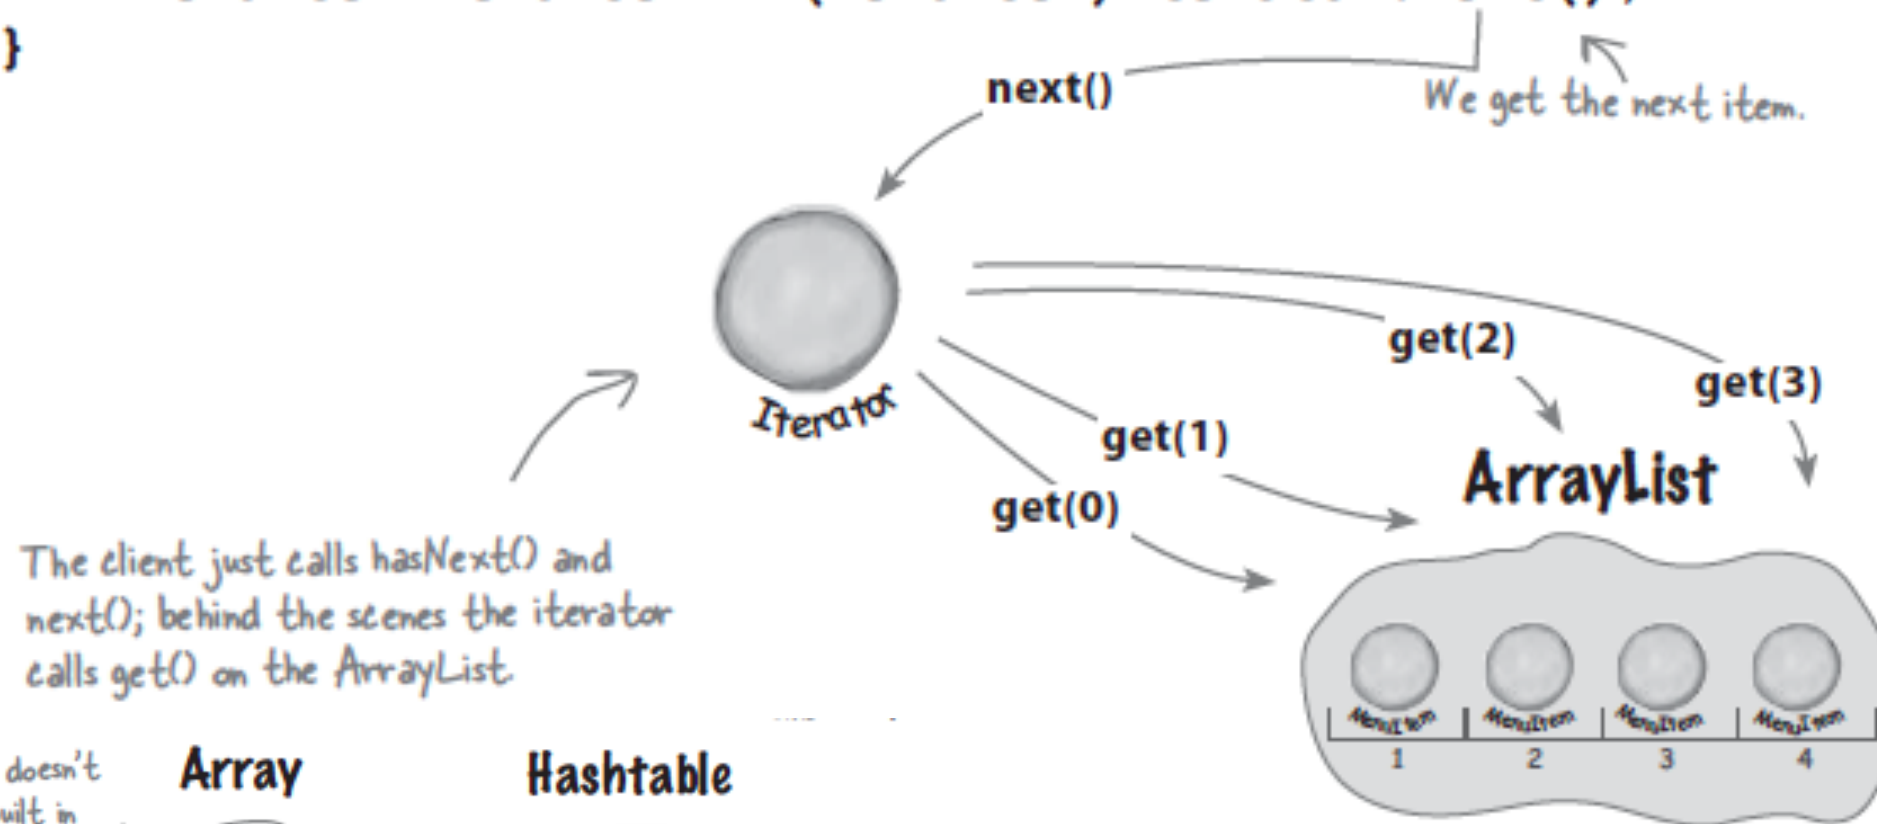 }
next()
We get the next item.
Iterator
get(2)
get(3)
get(1)
get(0)
ArrayList
The client just calls hasNext() and
next(); behind the scenes the iterator
calls get() on the ArrayList.
MenuItem MenuItem MenuItem MenuItem
1 2 3 4
doesn't
Array
Hashtable
in